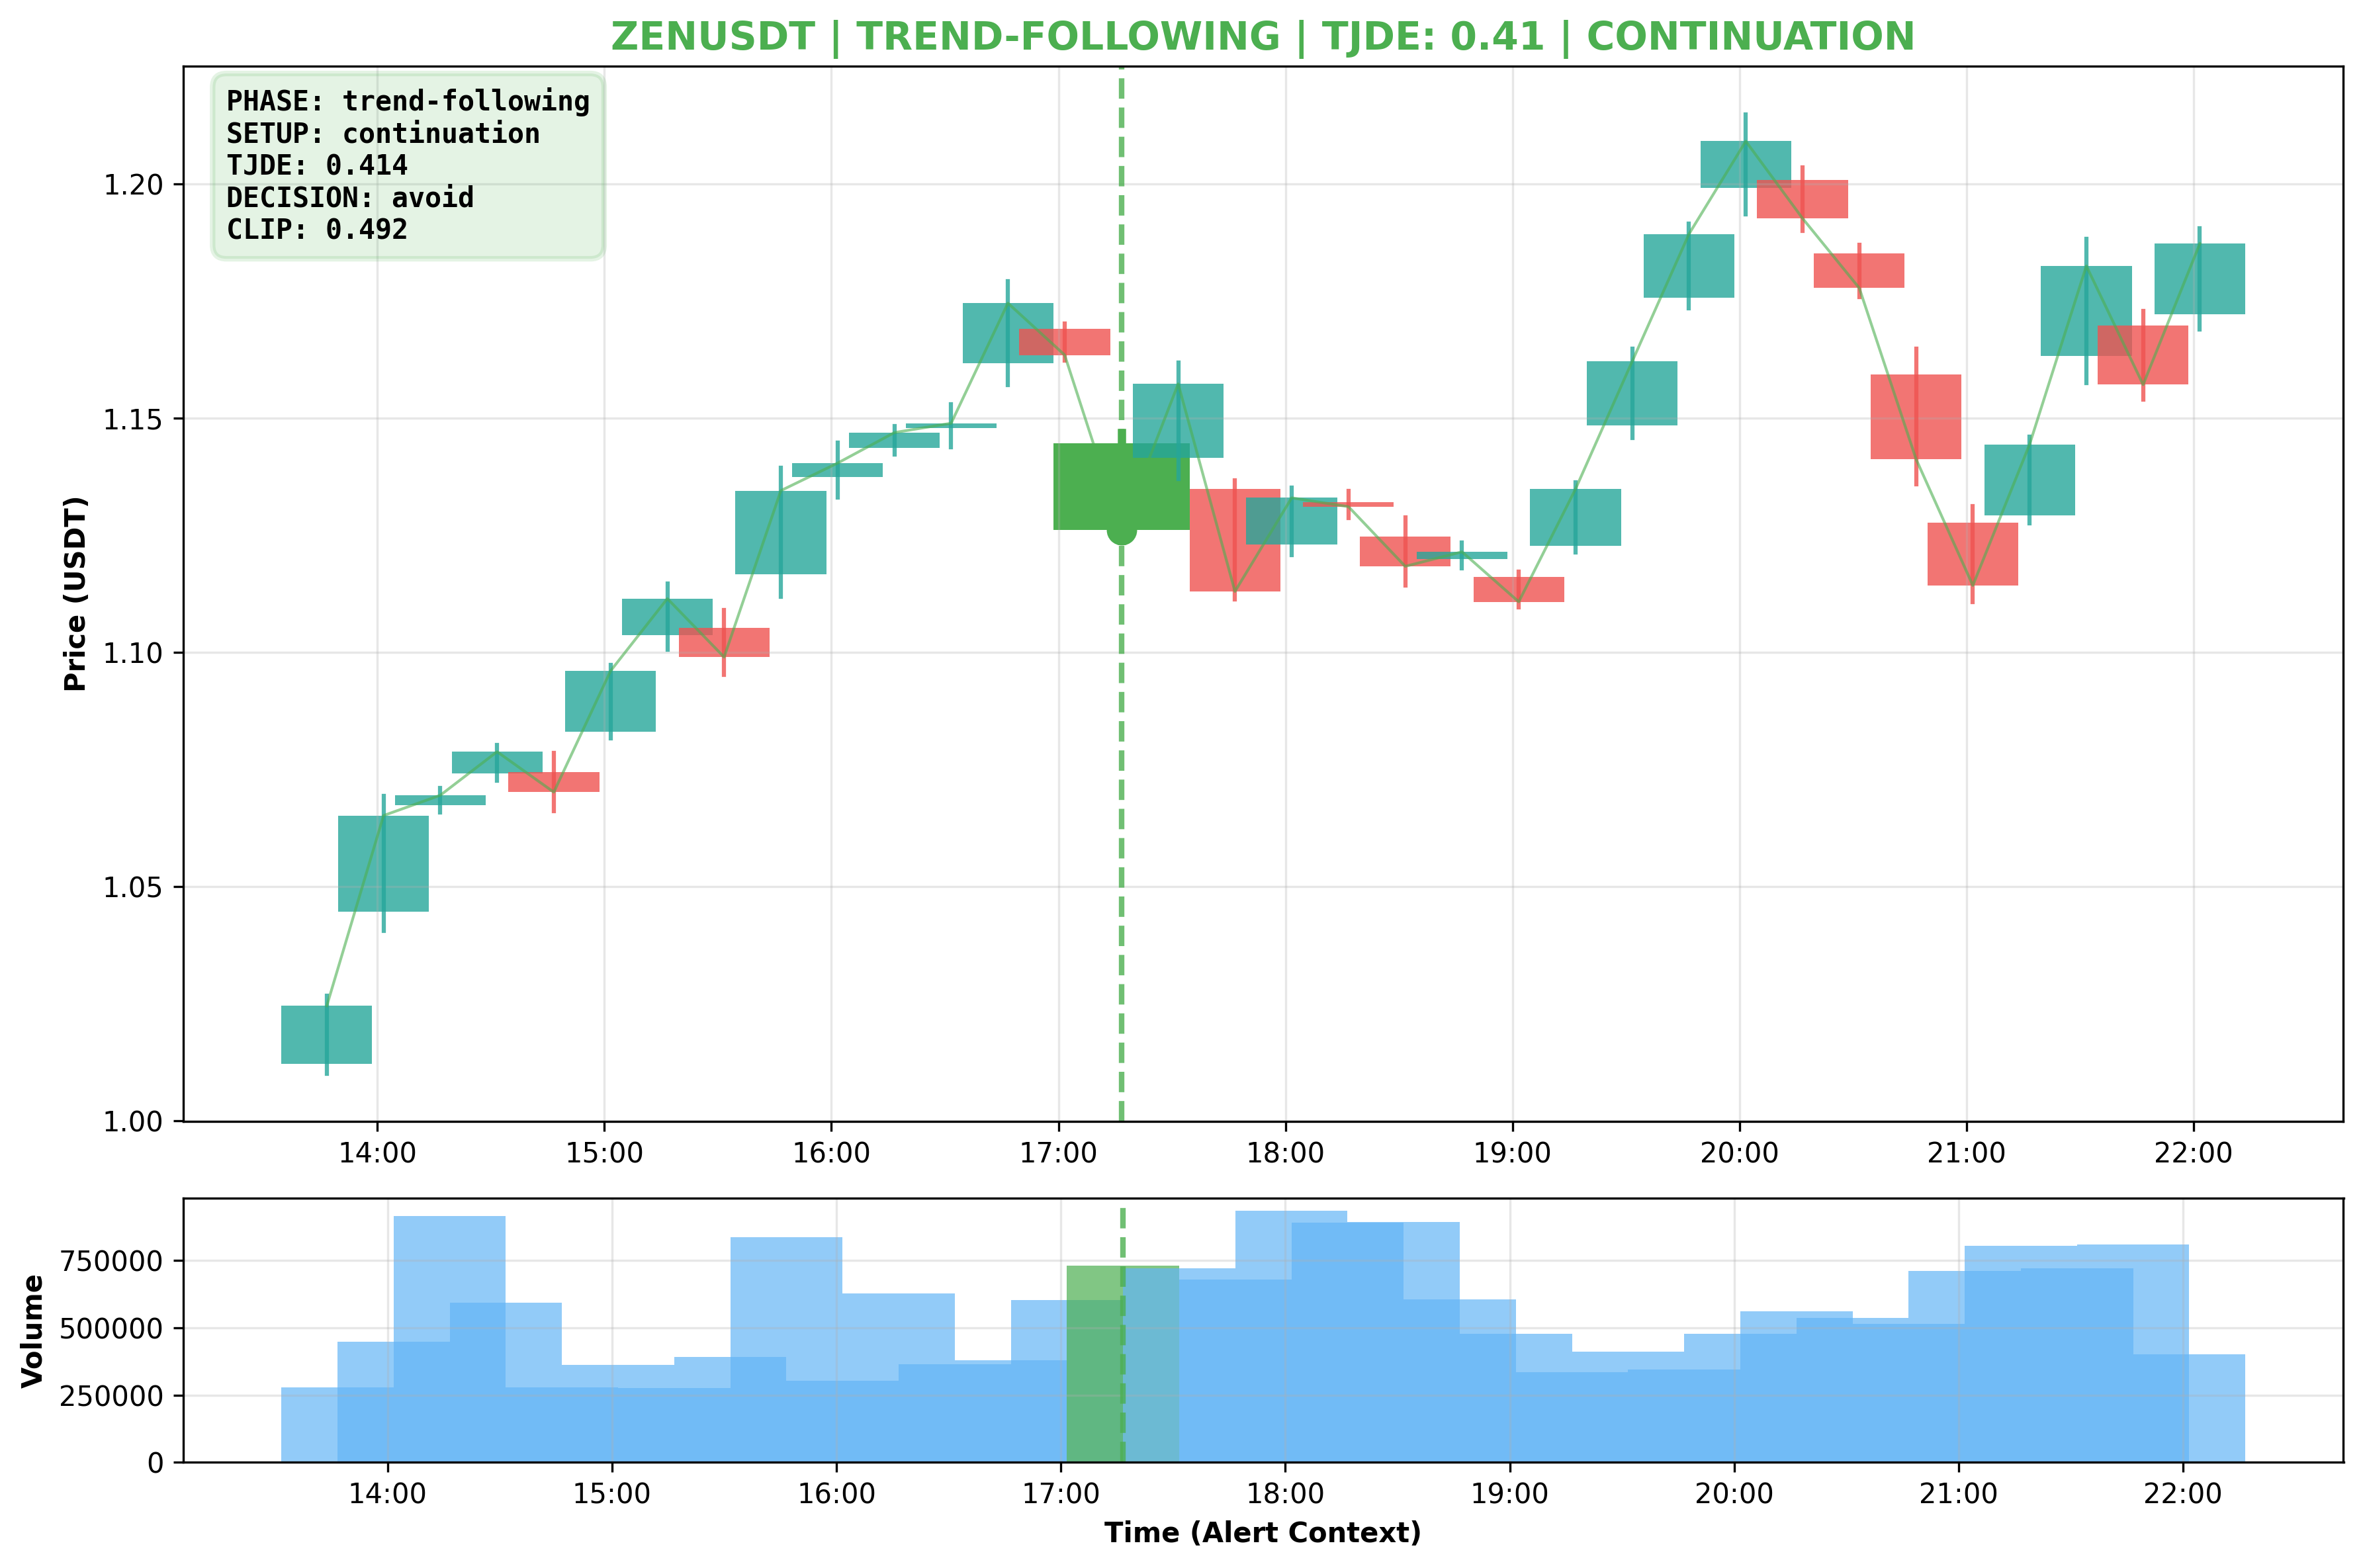 ZENUSDT | TREND-FOLLOWING | TJDE: 0.41 | CONTINUATION
PHASE: trend-following
SETUP: continuation
TJDE: 0.414
DECISION: avoid
CLIP: 0.492
Price (USDT)
1.20
1.15
1.10
1.05
1.00
14:00 15:00 16:00 17:00 18:00 19:00 20:00 21:00 22:00
Volume
750000
500000
250000
0
14:00 15:00 16:00 17:00 18:00 19:00 20:00 21:00 22:00
Time (Alert Context)